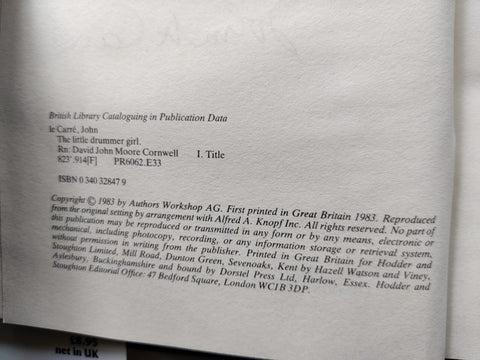 British Library Cataloguing in Publication Data
le Carré, John
The little drummer girl.
Rn: David John Moore Cornwell I. Title
823'.914[F] PR6062.E33
ISBN 0 340 32847 9
Copyright © 1983 by Authors Workshop AG. First printed in Great Britain 1983. Reproduced
from the original setting by arrangement with Alfred A. Knopf Inc. All rights reserved. No part of
this publication may be reproduced or transmitted in any form or by any means, electronic or
mechanical, including photocopy, recording, or any information storage or retrieval system,
without permission in writing from the publisher. Printed in Great Britain for Hodder and
Stoughton Limited, Mill Road, Dunton Green, Sevenoaks, Kent by Hazell Watson and Viney,
Aylesbury, Buckinghamshire and bound by Dorstel Press Ltd, Harlow, Essex. Hodder and
Stoughton Editorial Office: 47 Bedford Square, London WC1B 3DP.
£8.95
net in UK